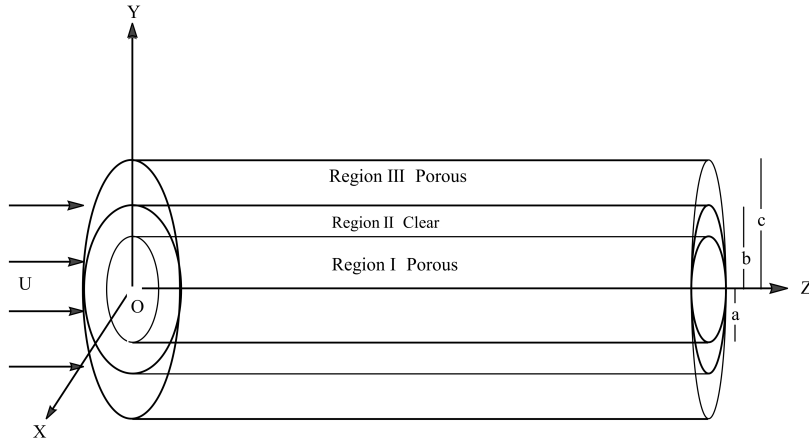 Y
Region III Porous
c
Region II Clear
b
Region I Porous
U
O
Z
a
X